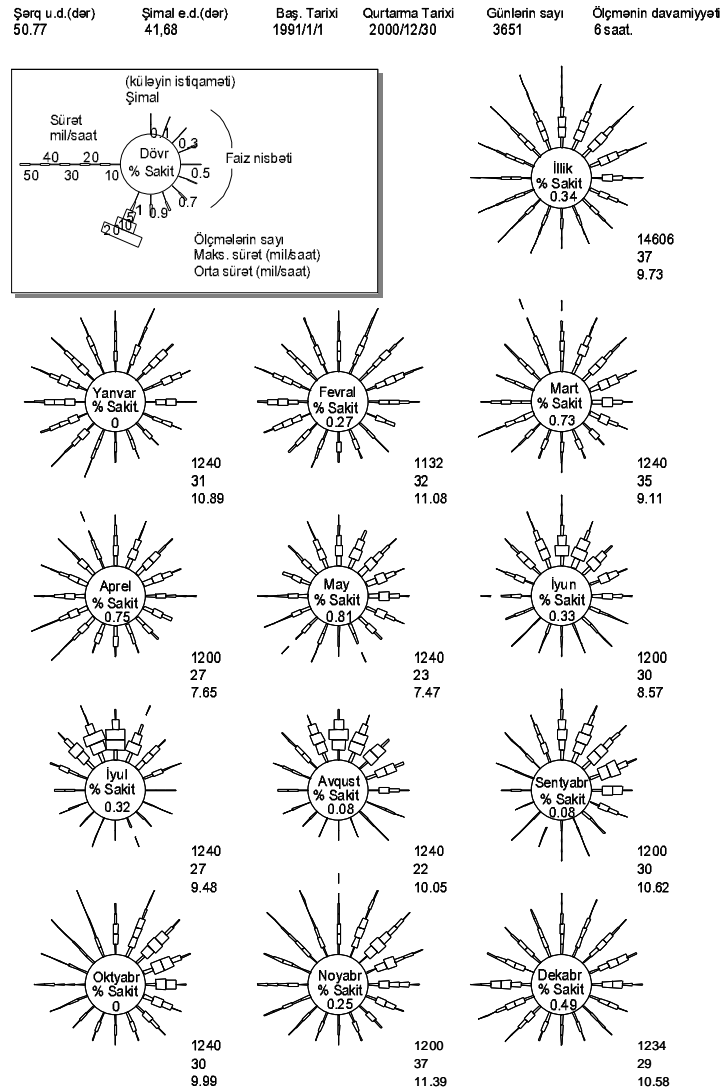 Şərq u.d.(dər) Şimal e.d.(dər) Baş. Tarixi Qurtarma Tarixi Günlərin sayı Ölçmənin davamiyyəti
50.77 41,68 1991/1/1 2000/12/30 3651 6 saat.
(küləyin istiqaməti)
Şimal
Sürət
mil/saat
0.1
0.3
Dövr
% Sakit
Faiz nisbəti
40 20
50 30 10
0.5
0.7
0.9
1
5
10
20
Ölçmələrin sayı
Maks. sürət (mil/saat)
Orta sürət (mil/saat)
İllik
% Sakit
0.34
14606
37
9.73
Yanvar
% Sakit
0
1240
31
10.89
Fevral
% Sakit
0.27
1132
32
11.08
Mart
% Sakit
0.73
1240
35
9.11
Aprel
% Sakit
0.75
1200
27
7.65
May
% Sakit
0.81
1240
23
7.47
İyun
% Sakit
0.33
1200
30
8.57
İyul
% Sakit
0.32
1240
27
9.48
Avqust
% Sakit
0.08
1240
22
10.05
Sentyabr
% Sakit
0.08
1200
30
10.62
Oktyabr
% Sakit
0
1240
30
9.99
Noyabr
% Sakit
0.25
1200
37
11.39
Dekabr
% Sakit
0.49
1234
29
10.58